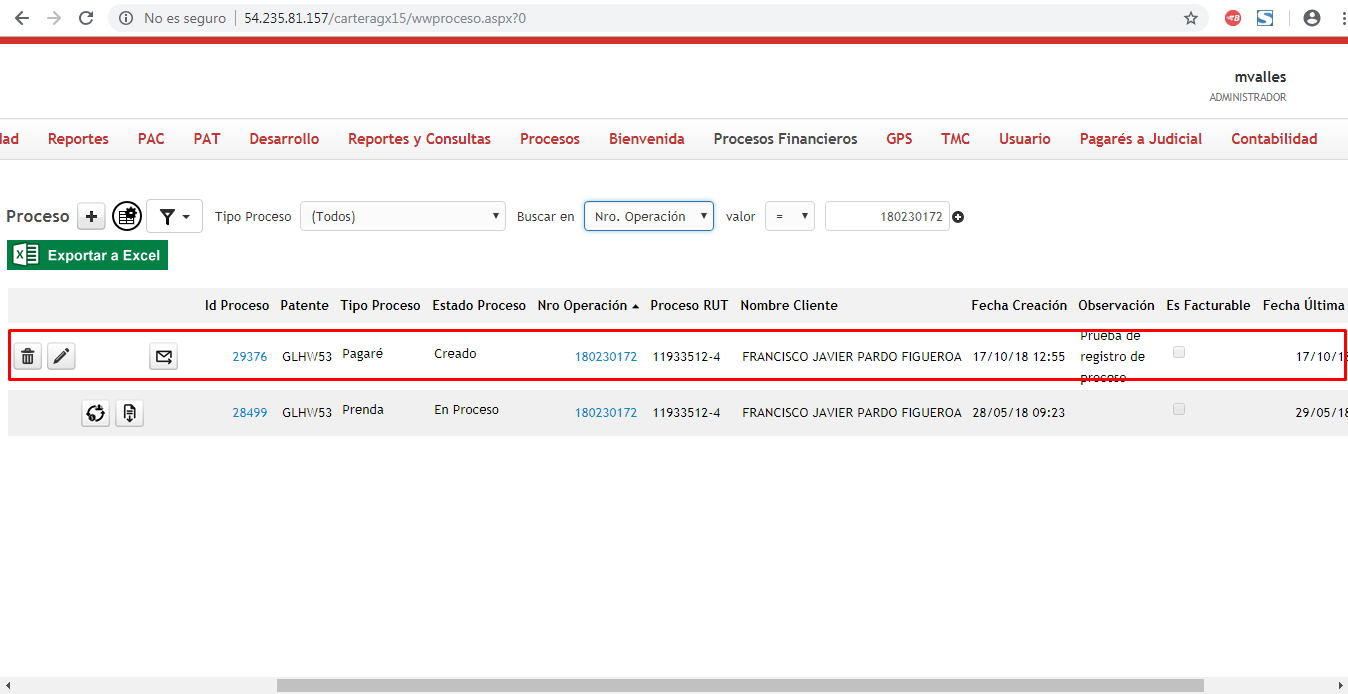 No es seguro 54.235.81.157/carteragx15/wwproceso.aspx?0
mvalles
ADMINISTRADOR
dad Reportes PAC PAT Desarrollo Reportes y Consultas Procesos Bienvenida Procesos Financieros GPS TMC Usuario Pagarés a Judicial Contabilidad
Proceso Tipo Proceso (Todos) Buscar en Nro. Operación valor = 180230172
Exportar a Excel
Id Proceso Patente Tipo Proceso Estado Proceso Nro Operación Proceso RUT Nombre Cliente Fecha Creación Observación Es Facturable Fecha Última
29376 GLHW53 Pagaré Creado 180230172 11933512-4 FRANCISCO JAVIER PARDO FIGUEROA 17/10/18 12:55 Prueba de registro de proceso 17/10/18
28499 GLHW53 Prenda En Proceso 180230172 11933512-4 FRANCISCO JAVIER PARDO FIGUEROA 28/05/18 09:23 29/05/18